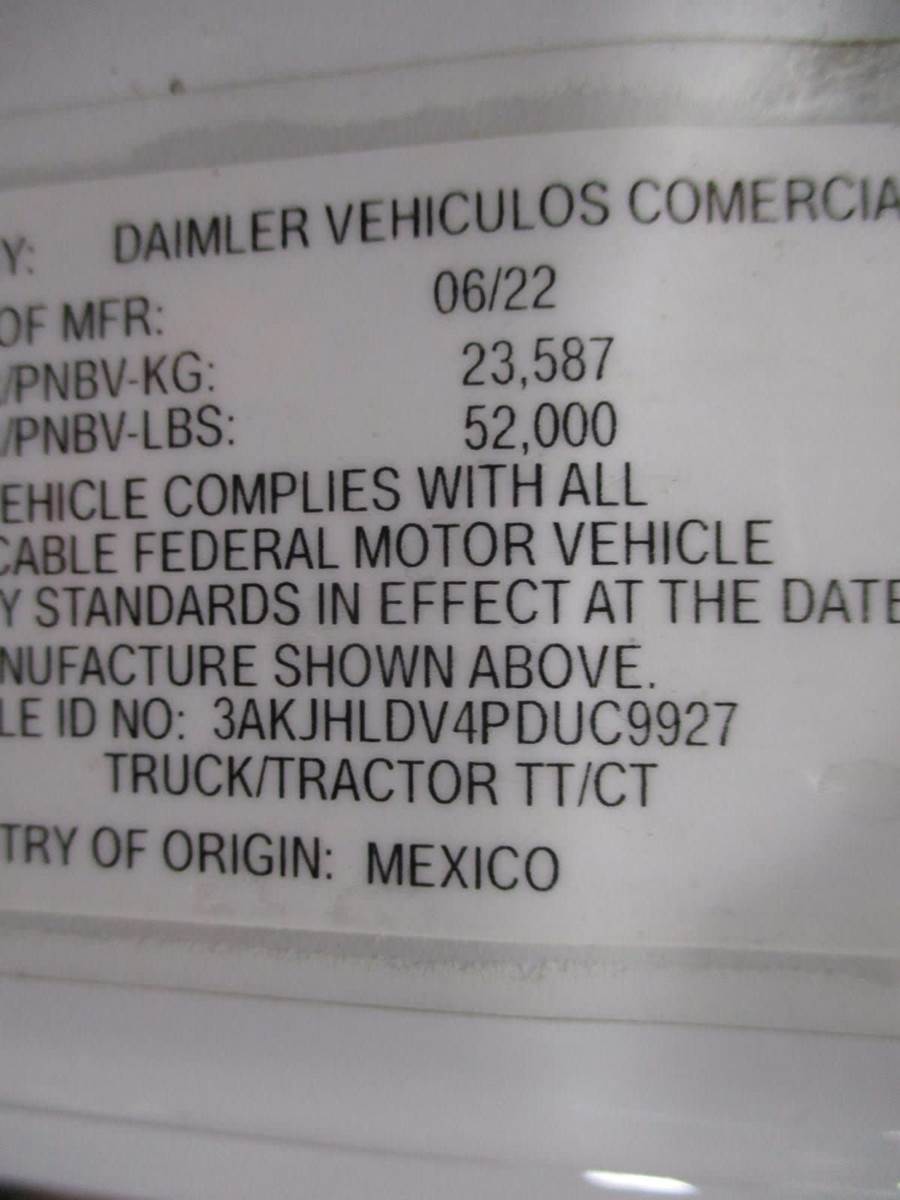 Y: DAIMLER VEHICULOS COMERCIA
OF MFR: 06/22
/PNBV-KG: 23,587
/PNBV-LBS: 52,000
EHICLE COMPLIES WITH ALL
CABLE FEDERAL MOTOR VEHICLE
Y STANDARDS IN EFFECT AT THE DATE
NUFACTURE SHOWN ABOVE.
LE ID NO: 3AKJHLDV4PDUC9927
TRUCK/TRACTOR TT/CT
TRY OF ORIGIN: MEXICO